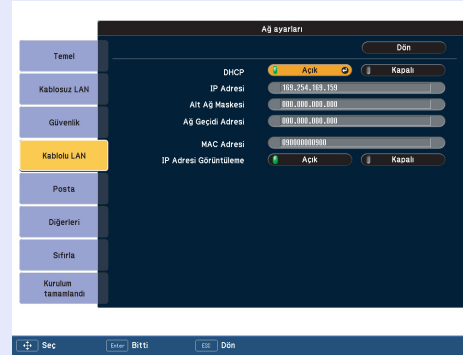 Ağ ayarları
Dön
Temel
Kablosuz LAN
Güvenlik
Kablolu LAN
Posta
Diğerleri
Sıfırla
Kurulum
tamamlandı
DHCP Açık Kapalı
IP Adresi 169.254.169.159
Alt Ağ Maskesi 000.000.000.000
Ağ Geçidi Adresi 000.000.000.000
MAC Adresi 090000000900
IP Adresi Görüntüleme Açık Kapalı
Seç Enter Bitti ESC Dön